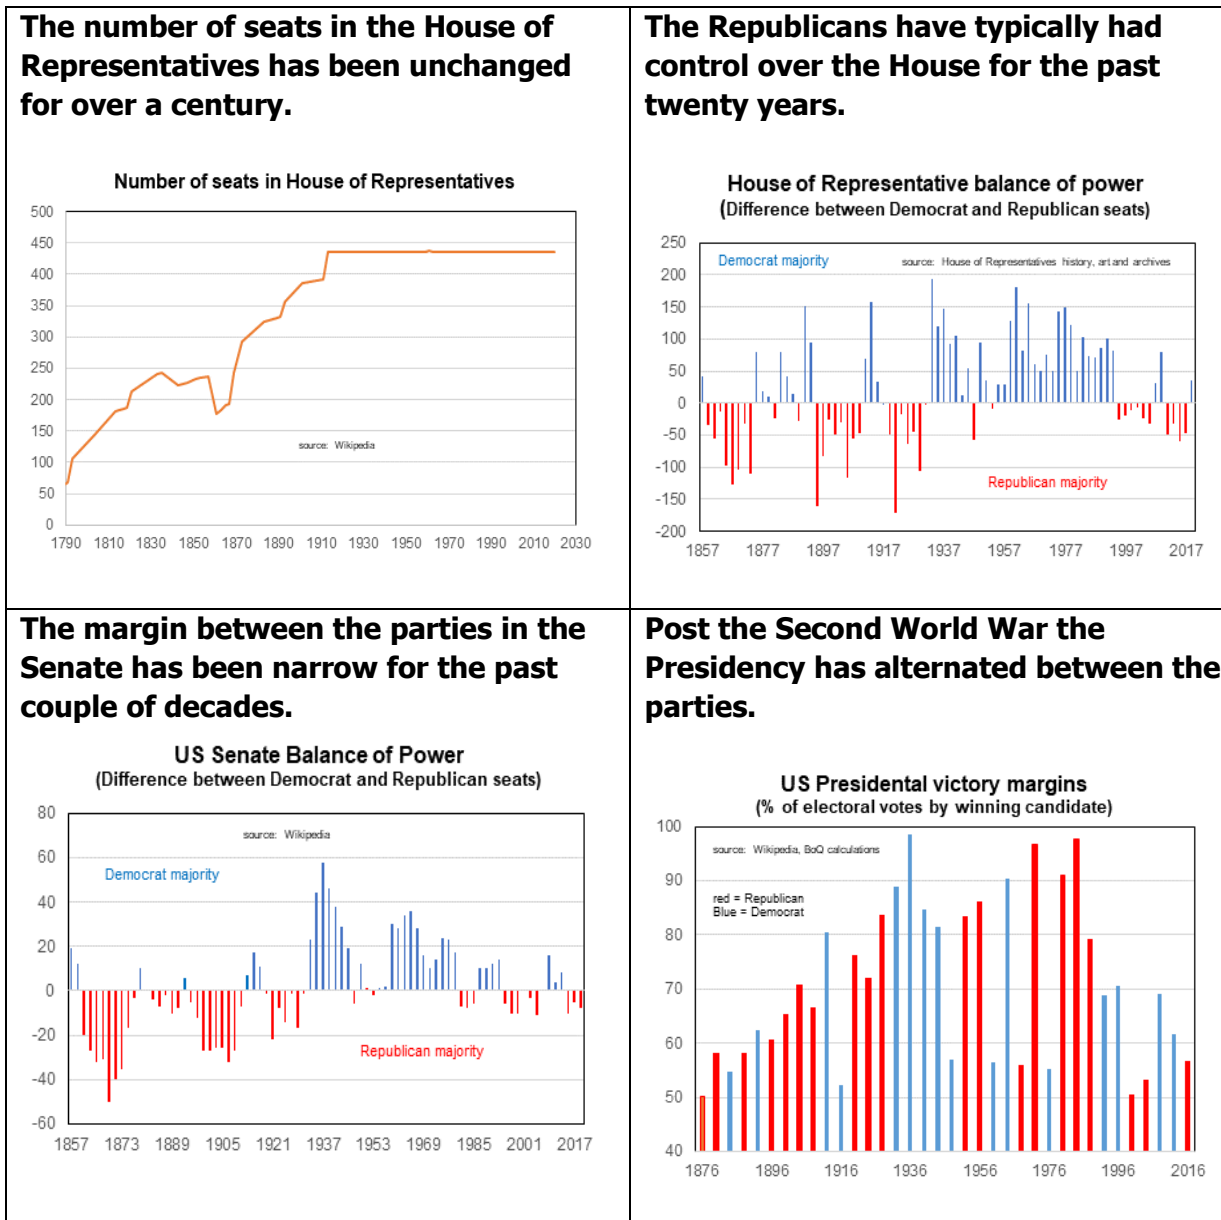 The number of seats in the House of
Representatives has been unchanged
for over a century.
Number of seats in House of Representatives
500
450
400
350
300
250
200
150
100
50
0
source: Wikipedia
1790 1810 1830 1850 1870 1890 1910 1930 1950 1970 1990 2010 2030
The Republicans have typically had
control over the House for the past
twenty years.
House of Representative balance of power
(Difference between Democrat and Republican seats)
250
200
150
100
50
0
-50
-100
-150
-200
Democrat majority
source: House of Representatives history, art and archives
Republican majority
1857 1877 1897 1917 1937 1957 1977 1997 2017
The margin between the parties in the
Senate has been narrow for the past
couple of decades.
US Senate Balance of Power
(Difference between Democrat and Republican seats)
80
60
40
20
0
-20
-40
-60
source: Wikipedia
Democrat majority
Republican majority
1857 1873 1889 1905 1921 1937 1953 1969 1985 2001 2017
Post the Second World War the
Presidency has alternated between the
parties.
US Presidental victory margins
(% of electoral votes by winning candidate)
100
90
80
70
60
50
40
source: Wikipedia, BoQ calculations
red = Republican
Blue = Democrat
1876 1896 1916 1936 1956 1976 1996 2016